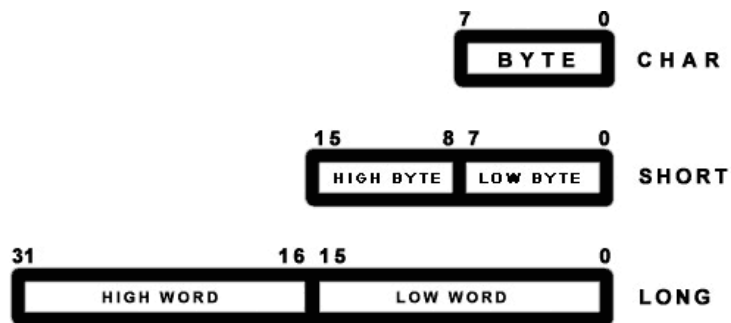 7 0
BYTE CHAR
15 8 7 0
HIGH BYTE LOW BYTE SHORT
31 16 15 0
HIGH WORD LOW WORD LONG